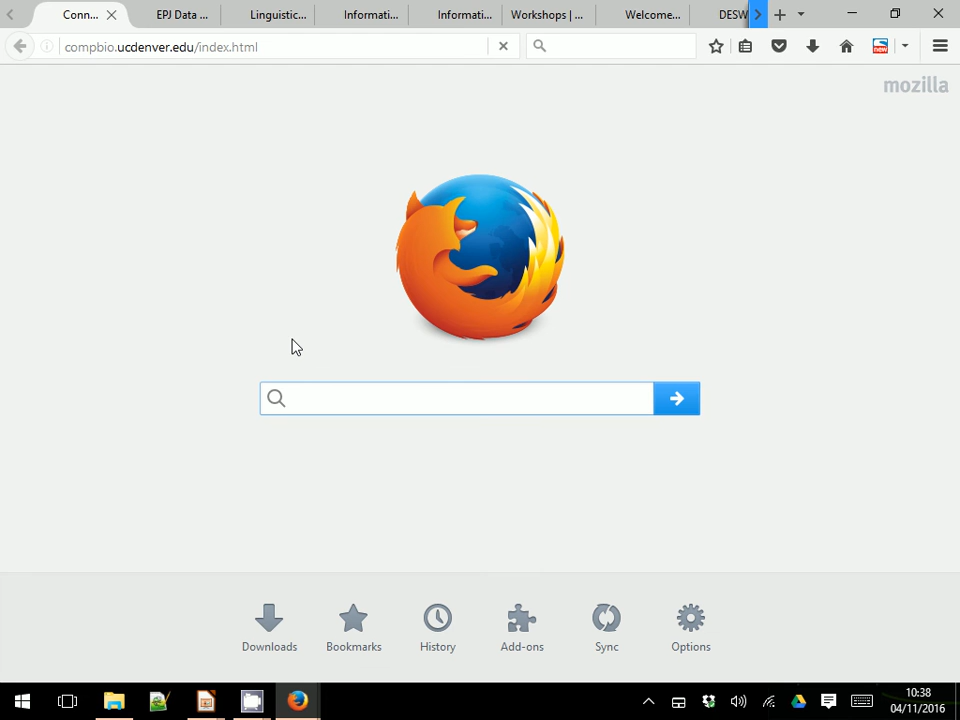 Conn...
EPJ Data ...
Linguistic...
Informati...
Informati...
Workshops | ...
Welcome...
DESW
compbio.ucdenver.edu/index.html
new
mozilla
Downloads
Bookmarks
History
Add-ons
Sync
Options
10:38
04/11/2016